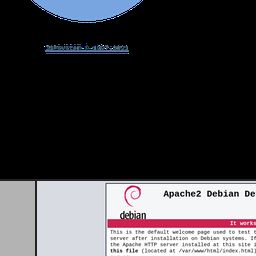 debian
Apache2 Debian De
It works
This is the default welcome page used to test t
server after installation on Debian systems. If
the Apache HTTP server installed at this site i
this file (located at /var/www/html/index.html)